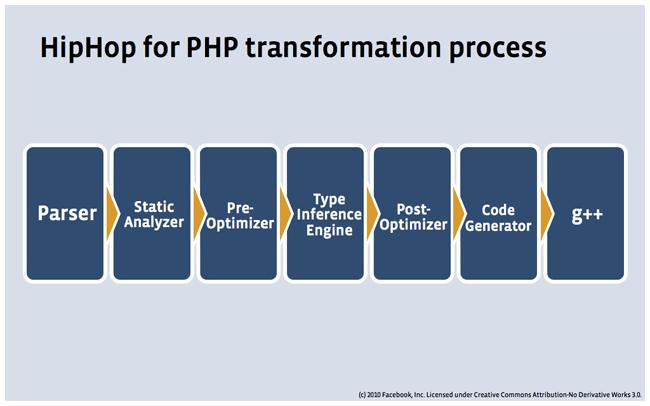 HipHop for PHP transformation process
Parser
Static
Analyzer
Pre-
Optimizer
Type
Inference
Engine
Post-
Optimizer
Code
Generator
g++
(c) 2010 Facebook, Inc. Licensed under Creative Commons Attribution-No Derivative Works 3.0.